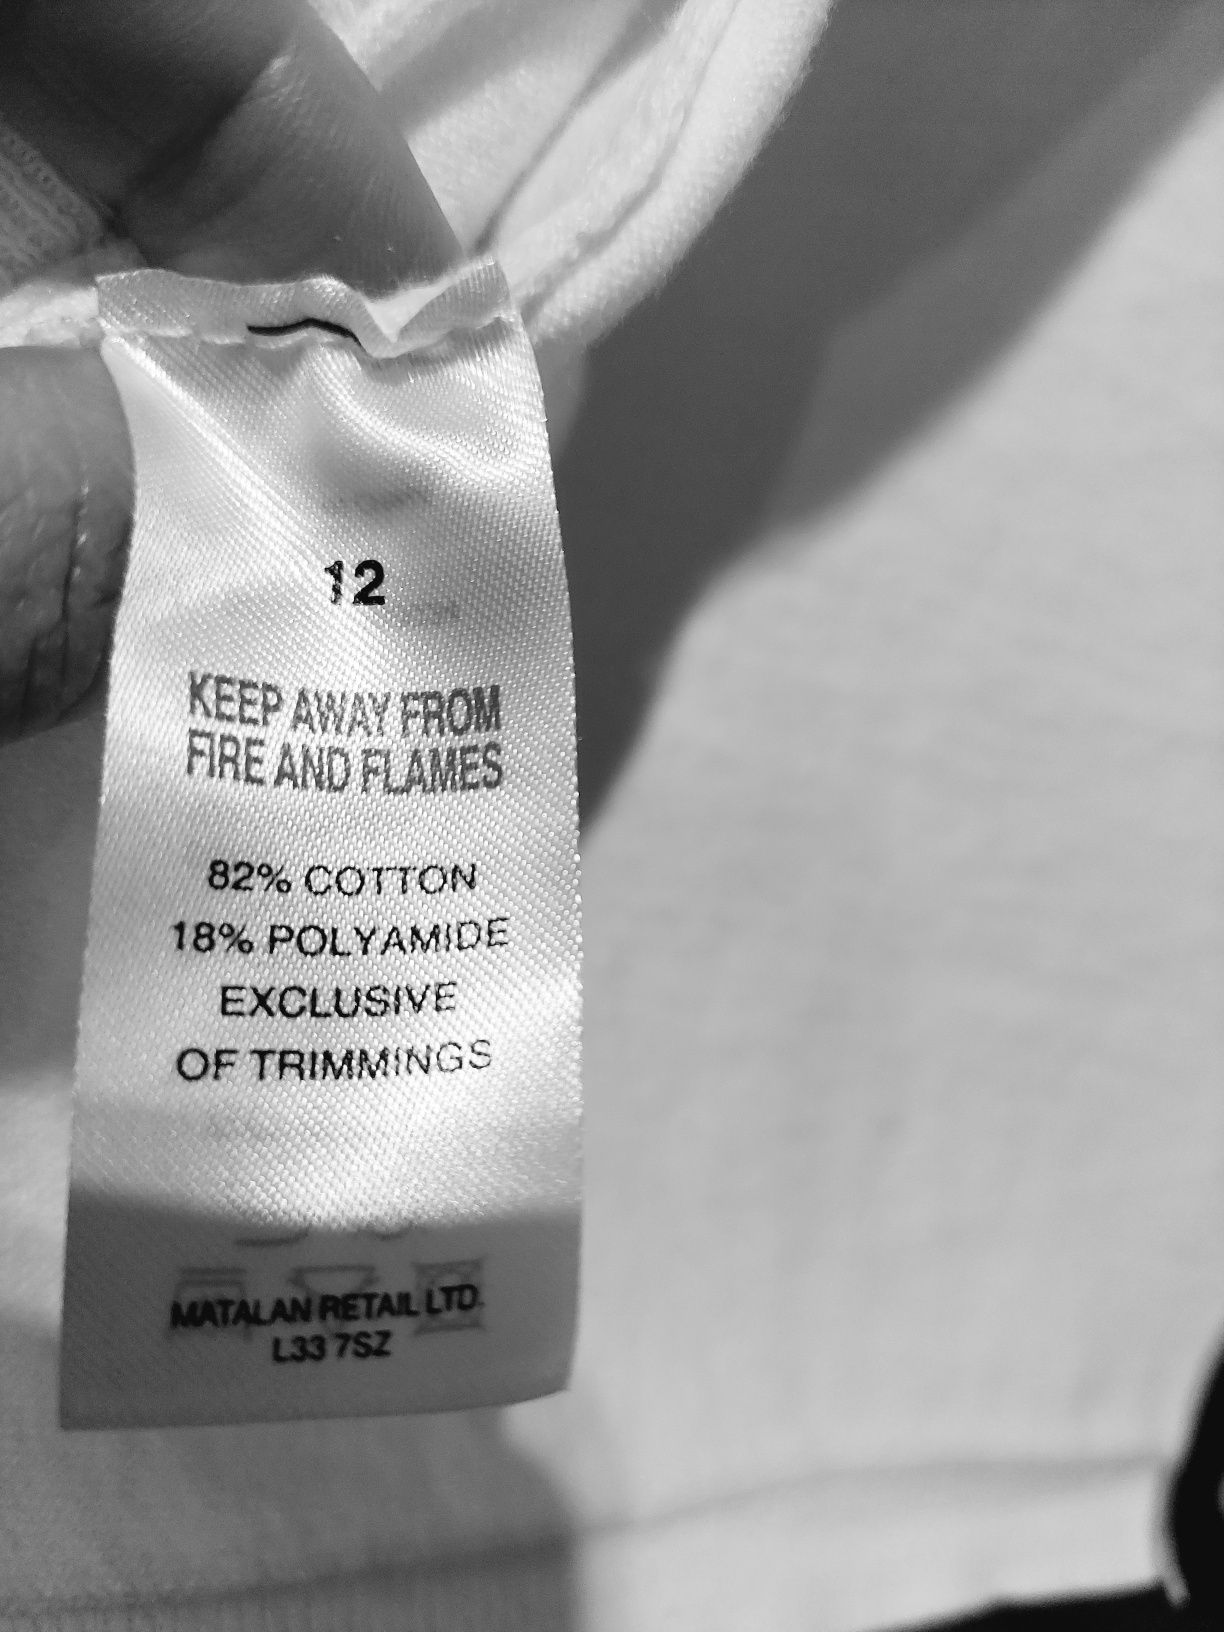 12
KEEP AWAY FROM
FIRE AND FLAMES
82% COTTON
18% POLYAMIDE
EXCLUSIVE
OF TRIMMINGS
MATALAN RETAIL LTD.
L33 7SZ